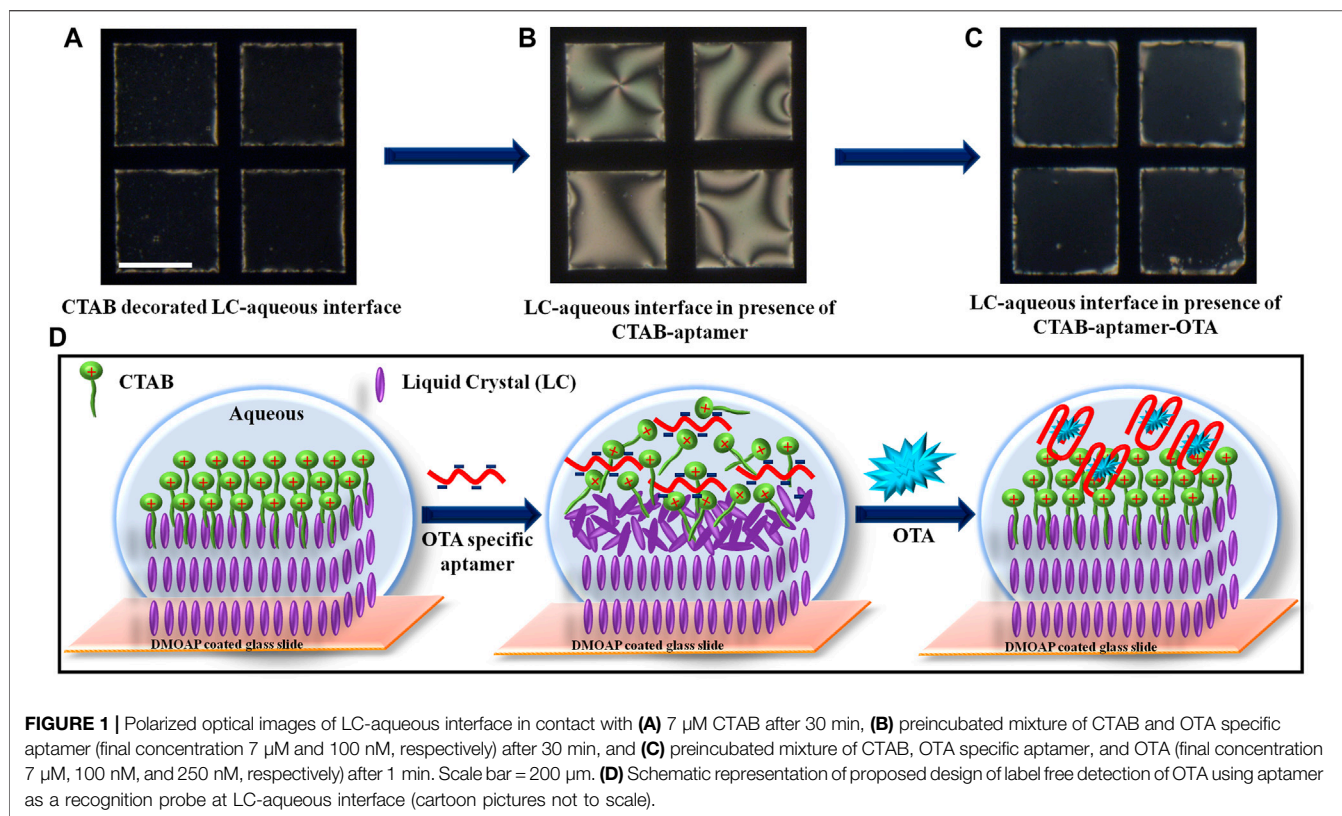 A
B
C
CTAB decorated LC-aqueous interface
LC-aqueous interface in presence of
CTAB-aptamer
LC-aqueous interface in presence of
CTAB-aptamer-OTA
D
CTAB
Liquid Crystal (LC)
Aqueous
OTA specific
aptamer
OTA
DMOAP coated glass slide
DMOAP coated glass slide
DMOAP coated glass slide
FIGURE 1 | Polarized optical images of LC-aqueous interface in contact with (A) 7 µM CTAB after 30 min, (B) preincubated mixture of CTAB and OTA specific
aptamer (final concentration 7 µM and 100 nM, respectively) after 30 min, and (C) preincubated mixture of CTAB, OTA specific aptamer, and OTA (final concentration
7 µM, 100 nM, and 250 nM, respectively) after 1 min. Scale bar = 200 µm. (D) Schematic representation of proposed design of label free detection of OTA using aptamer
as a recognition probe at LC-aqueous interface (cartoon pictures not to scale).